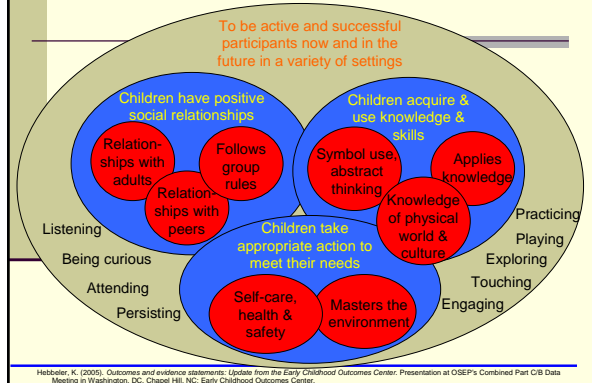 To be active and successful
participants now and in the
future in a variety of settings
Children have positive
social relationships
Relation-
ships with
adults
Follows
group
rules
Relation-
ships with
peers
Children acquire &
use knowledge &
skills
Symbol use,
abstract
thinking
Applies
knowledge
Knowledge
of physical
world &
culture
Children take
appropriate action to
meet their needs
Self-care,
health &
safety
Masters the
environment
Listening
Being curious
Attending
Persisting
Practicing
Playing
Exploring
Touching
Engaging
Hebbeler, K. (2005). Outcomes and evidence statements: Update from the Early Childhood Outcomes Center. Presentation at OSEP's Combined Part C/B Data
Meeting in Washington, DC. Chapel Hill, NC: Early Childhood Outcomes Center.